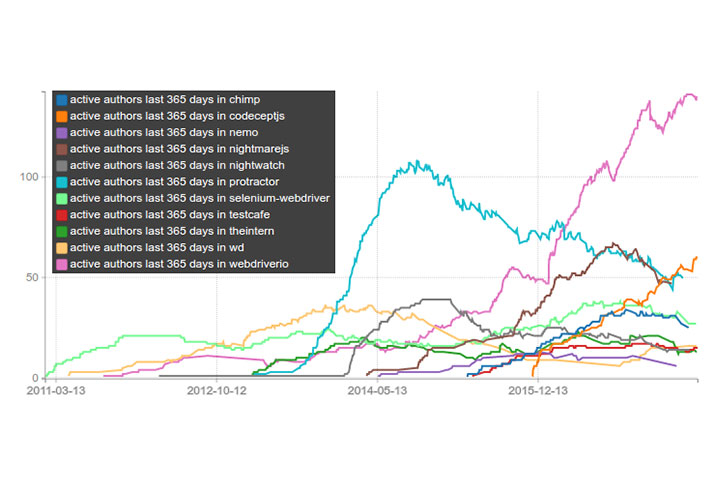 active authors last 365 days in chimp
active authors last 365 days in codeceptjs
active authors last 365 days in nemo
active authors last 365 days in nightmarejs
active authors last 365 days in nightwatch
active authors last 365 days in protractor
active authors last 365 days in selenium-webdriver
active authors last 365 days in testcafe
active authors last 365 days in theintern
active authors last 365 days in wd
active authors last 365 days in webdriverio
100
50
0
2011-03-13 2012-10-12 2014-05-13 2015-12-13